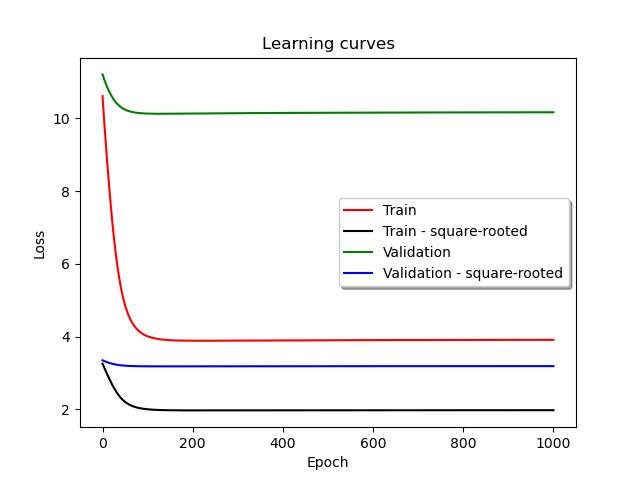 Learning curves
Loss
10
8
6
4
2
Train
Train - square-rooted
Validation
Validation - square-rooted
0 200 400 600 800 1000
Epoch